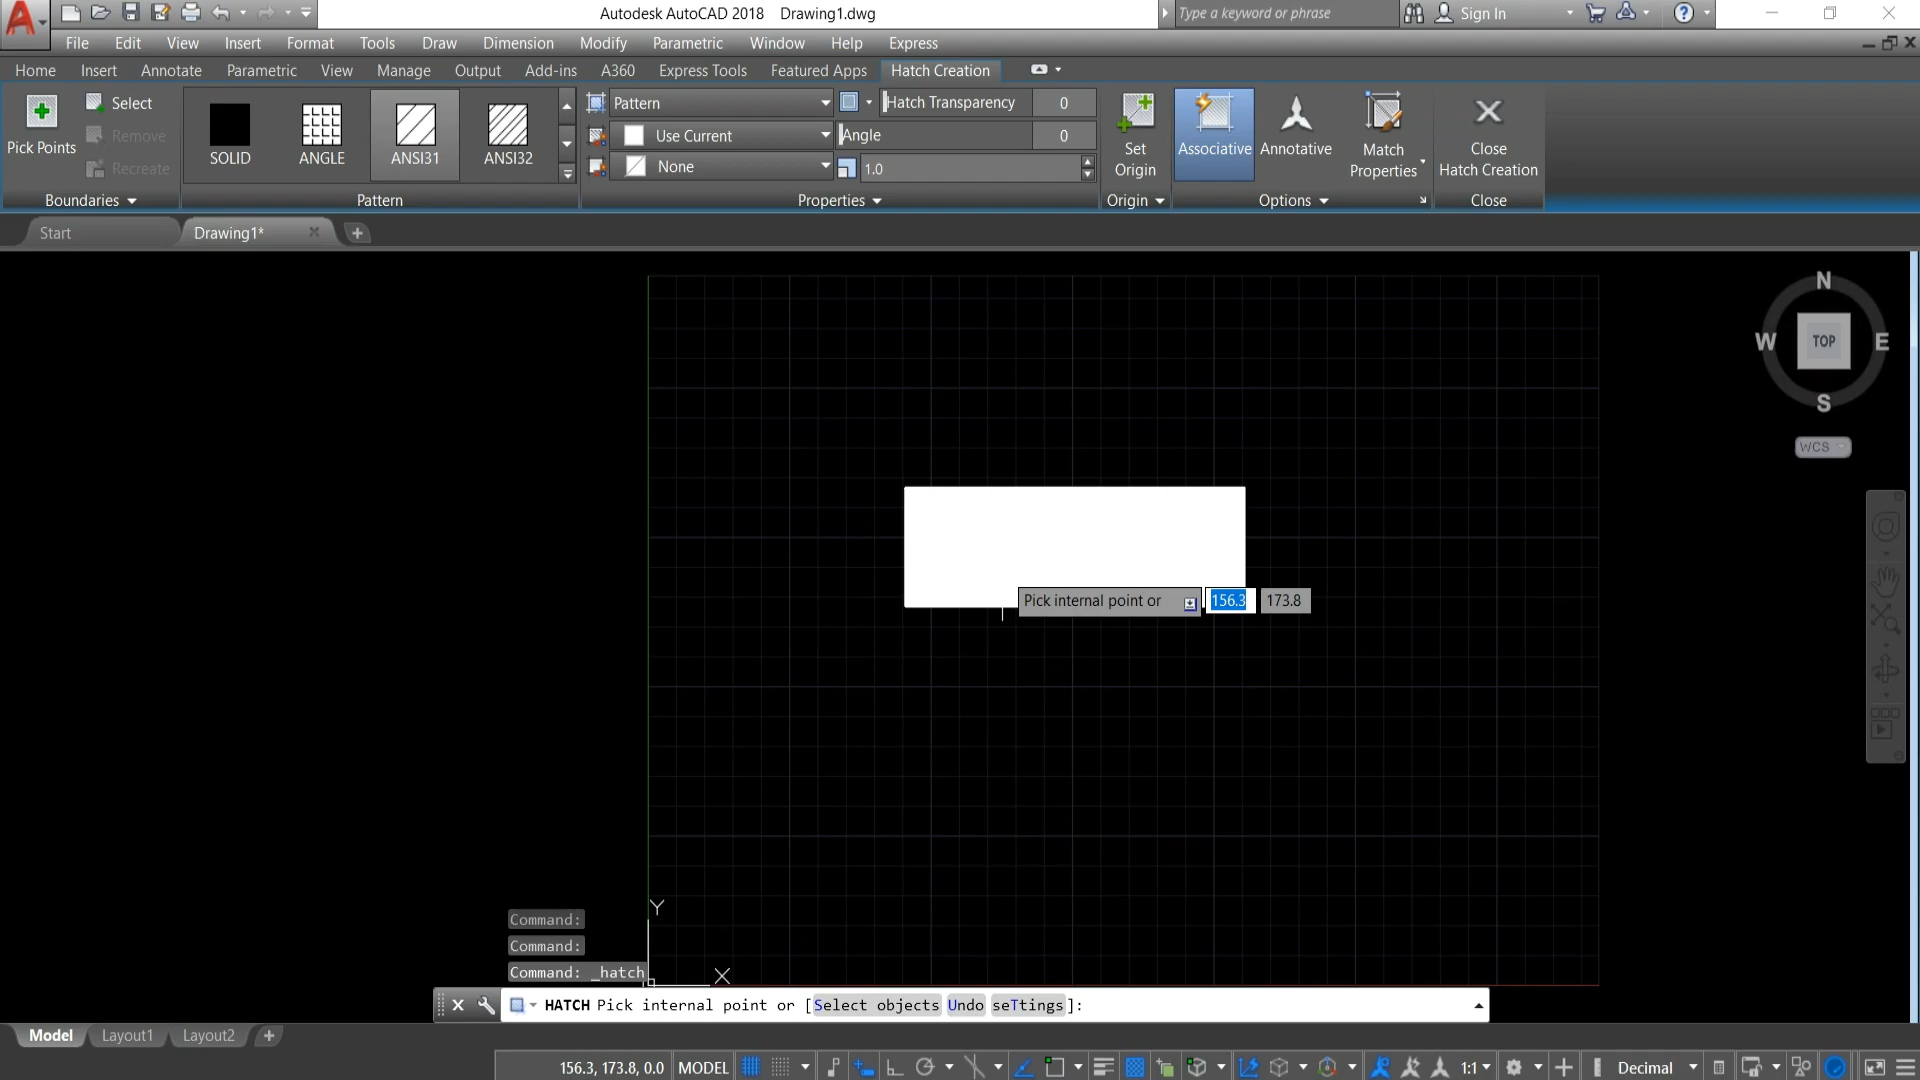 Autodesk AutoCAD 2018 Drawing1.dwg
Type a keyword or phrase
Sign In
File Edit View Insert Format Tools Draw Dimension Modify Parametric Window Help Express
Home Insert Annotate Parametric View Manage Output Add-ins A360 Express Tools Featured Apps Hatch Creation
Pick Points
Select
Remove
Recreate
Boundaries
SOLID
ANGLE
ANSI31
ANSI32
Pattern
Pattern
Use Current
None
Hatch Transparency 0
Angle 0
1.0
Properties
Set
Origin
Origin
Associative
Annotative
Match
Properties
Options
Close
Hatch Creation
Close
Start
Drawing1*
N
W TOP E
S
WCS
Pick internal point or 156.3 173.8
Y
X
Command:
Command:
Command: _hatch
HATCH Pick internal point or [Select objects Undo seTtings]:
Model Layout1 Layout2
156.3, 173.8, 0.0 MODEL 1:1 Decimal